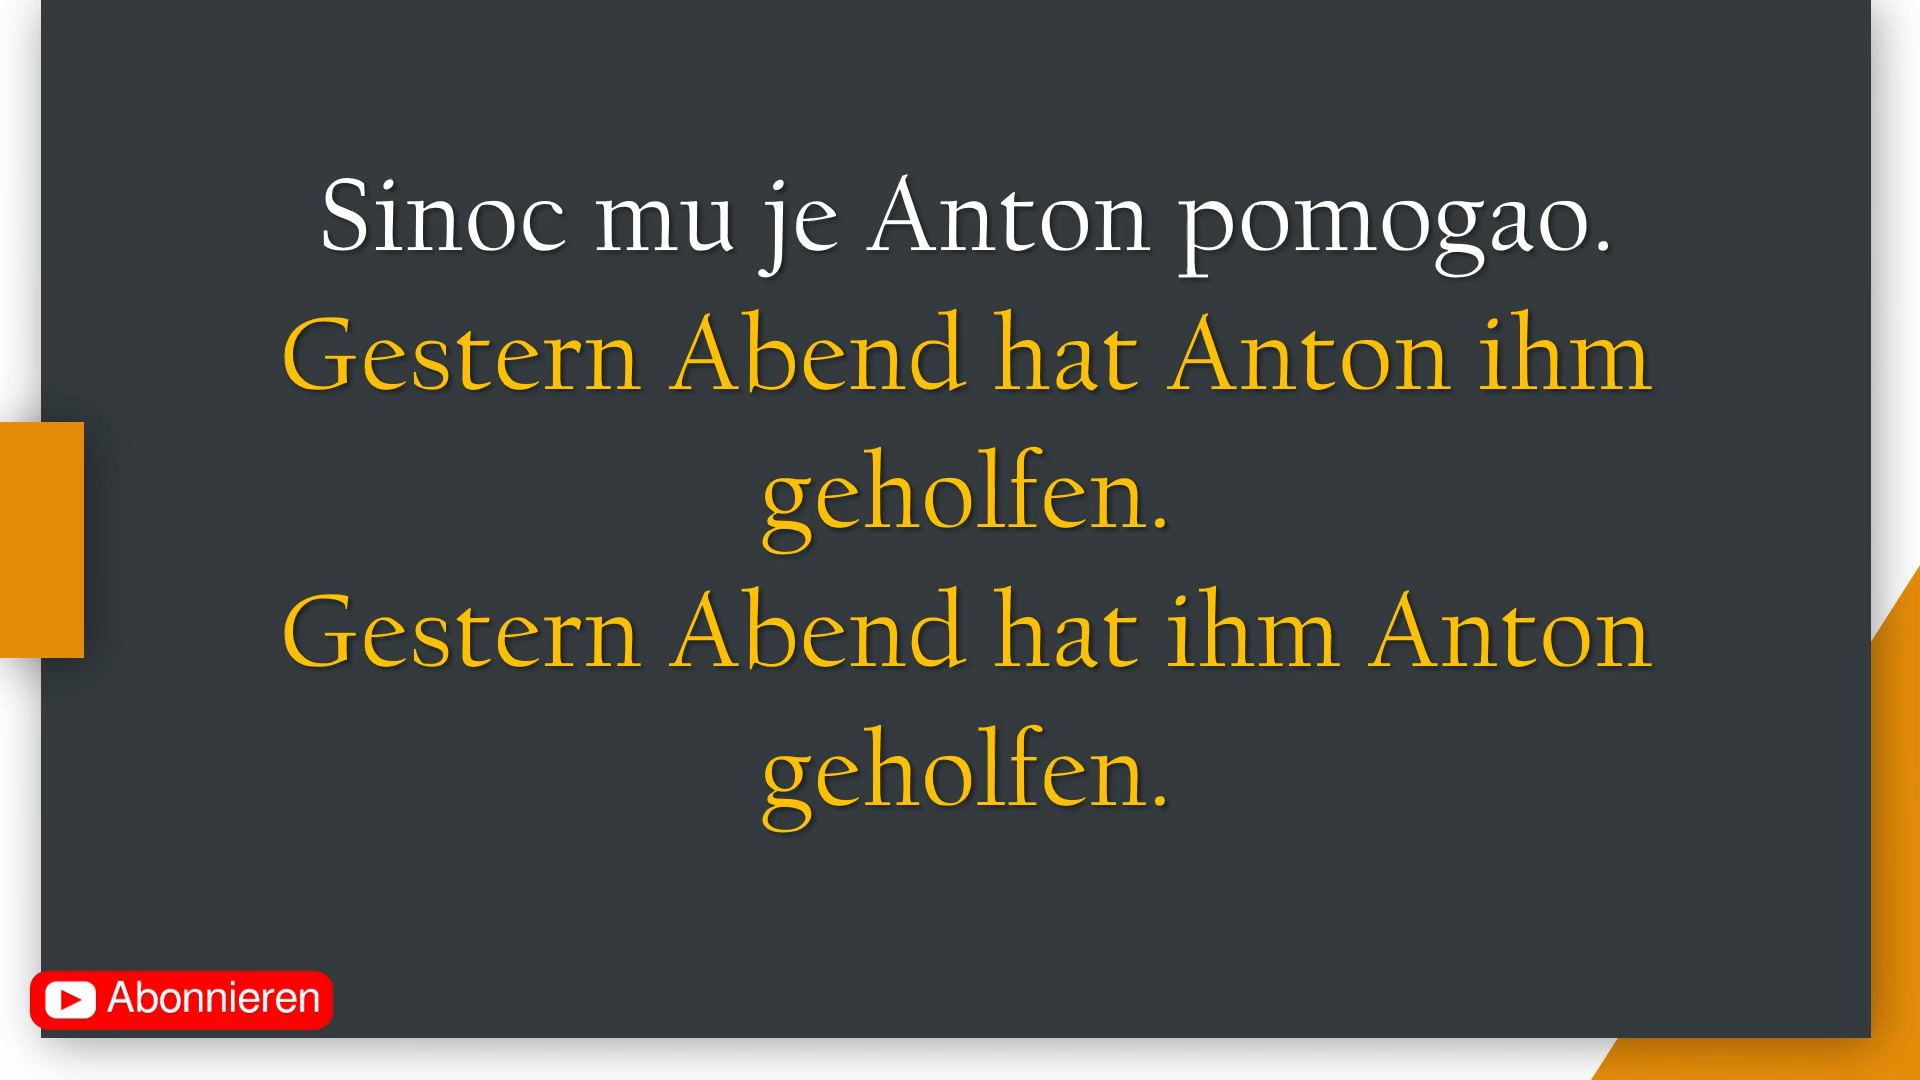 Sinoc mu je Anton pomogao.
Gestern Abend hat Anton ihm
geholfen.
Gestern Abend hat ihm Anton
geholfen.
Abonnieren